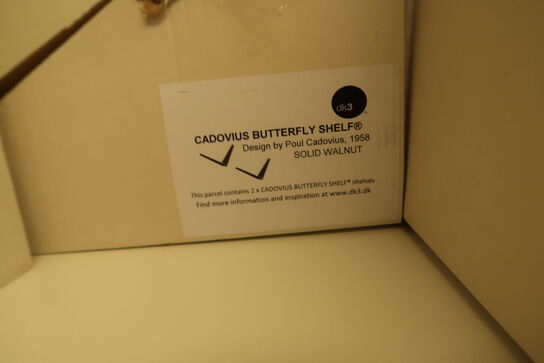 dk3
CADOVIUS BUTTERFLY SHELF®
Design by Poul Cadovius, 1958
SOLID WALNUT
This parcel contains 2 x CADOVIUS BUTTERFLY SHELF® shelves
Find more information and inspiration at www.dk3.dk